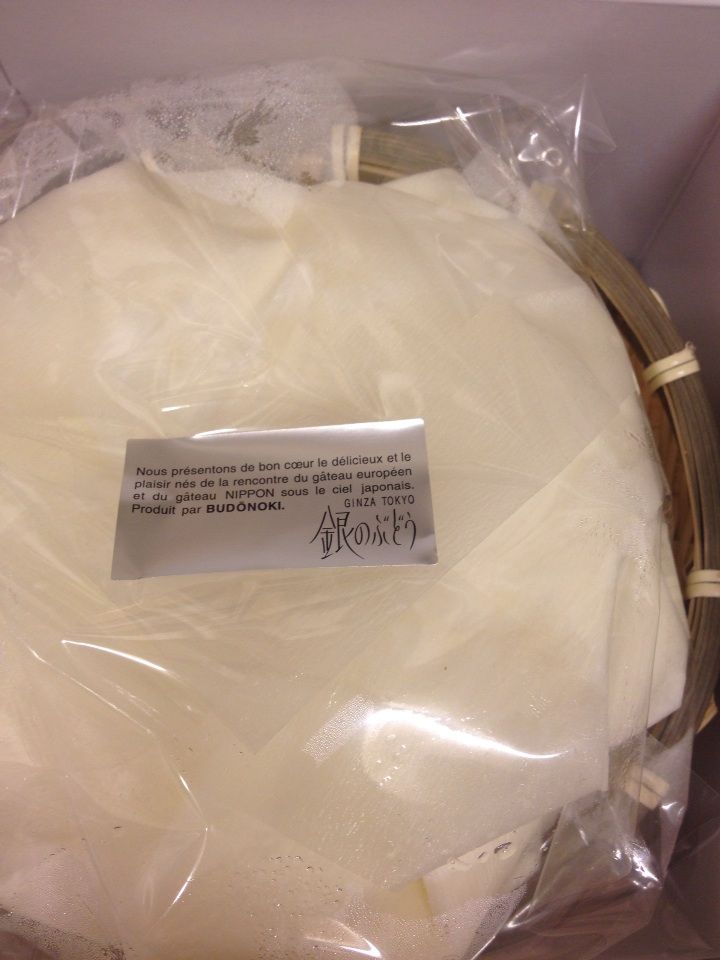 Nous présentons de bon cœur le délicieux et le
plaisir nés de la rencontre du gâteau européen
et du gâteau NIPPON sous le ciel japonais.
Produit par BUDŌNOKI.
GINZA TOKYO
銀のぶどう